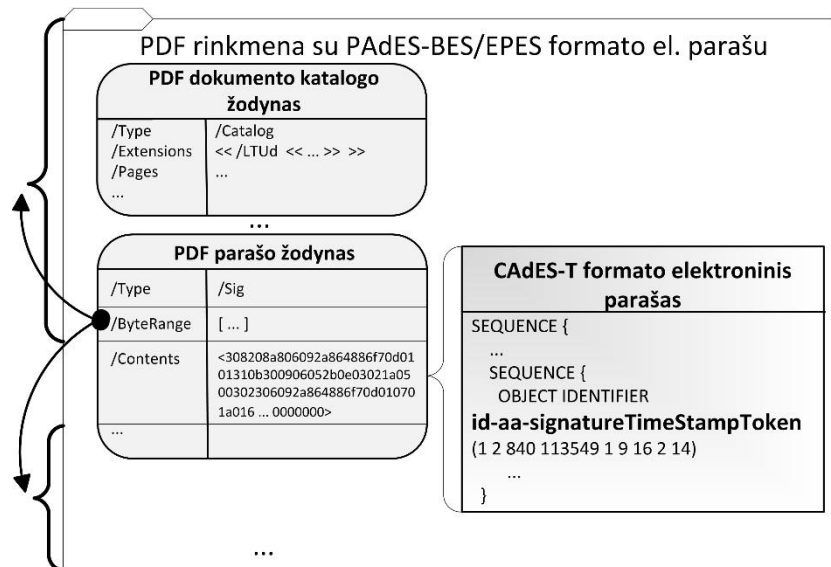 PDF rinkmena su PAdES-BES/EPES formato el. parašu
PDF dokumento katalogo
žodynas
/Type /Catalog
/Extensions << /LTUd << ... >> >>
/Pages ...
...
...
PDF parašo žodynas
/Type /Sig
/ByteRange [ ... ]
/Contents <308208a806092a864886f70d01
01310b300906052b0e03021a05
00302306092a864886f70d01070
1a016 ... 0000000>
...
CAdES-T formato elektroninis
parašas
SEQUENCE {
...
SEQUENCE {
OBJECT IDENTIFIER
id-aa-signatureTimeStampToken
(1 2 840 113549 1 9 16 2 14)
...
}
...